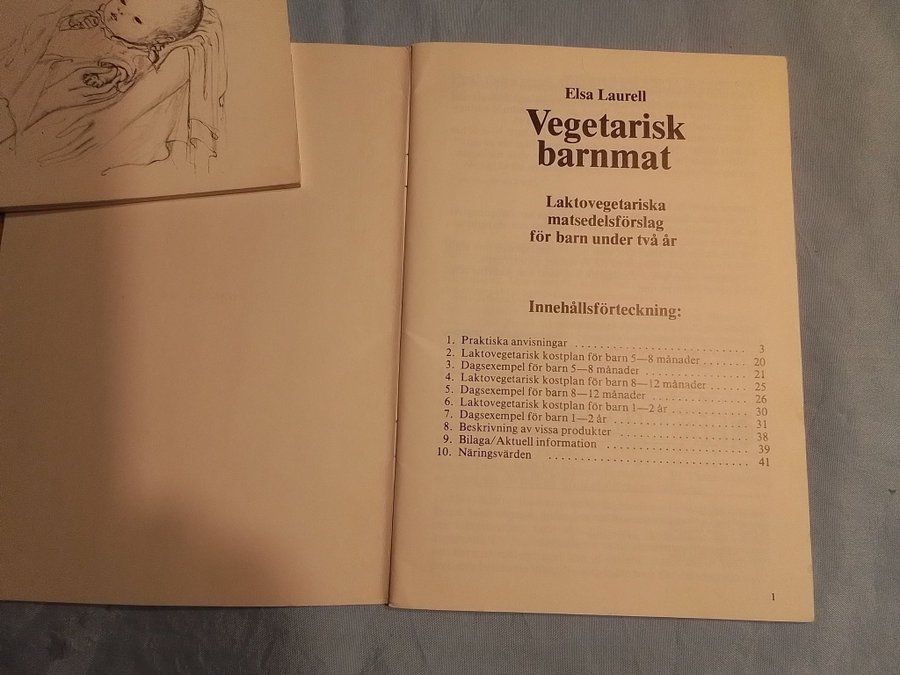 Elsa Laurell
Vegetarisk
barnmat
Laktovegetariska
matsedelsförslag
för barn under två år
Innehållsförteckning:
1. Praktiska anvisningar . . . . . . . . . . . . . . . . . . . . . . . . . . . . 3
2. Laktovegetarisk kostplan för barn 5—8 månader . . . . . . . . . 20
3. Dagsexempel för barn 5—8 månader . . . . . . . . . . . . . . . . . 21
4. Laktovegetarisk kostplan för barn 8—12 månader . . . . . . . 25
5. Dagsexempel för barn 8—12 månader . . . . . . . . . . . . . . . . 26
6. Laktovegetarisk kostplan för barn 1—2 år . . . . . . . . . . . . . 30
7. Dagsexempel för barn 1—2 år . . . . . . . . . . . . . . . . . . . . . . 31
8. Beskrivning av vissa produkter . . . . . . . . . . . . . . . . . . . . . 38
9. Bilaga/Aktuell information . . . . . . . . . . . . . . . . . . . . . . . . 39
10. Näringsvärden . . . . . . . . . . . . . . . . . . . . . . . . . . . . . . . . 41
1